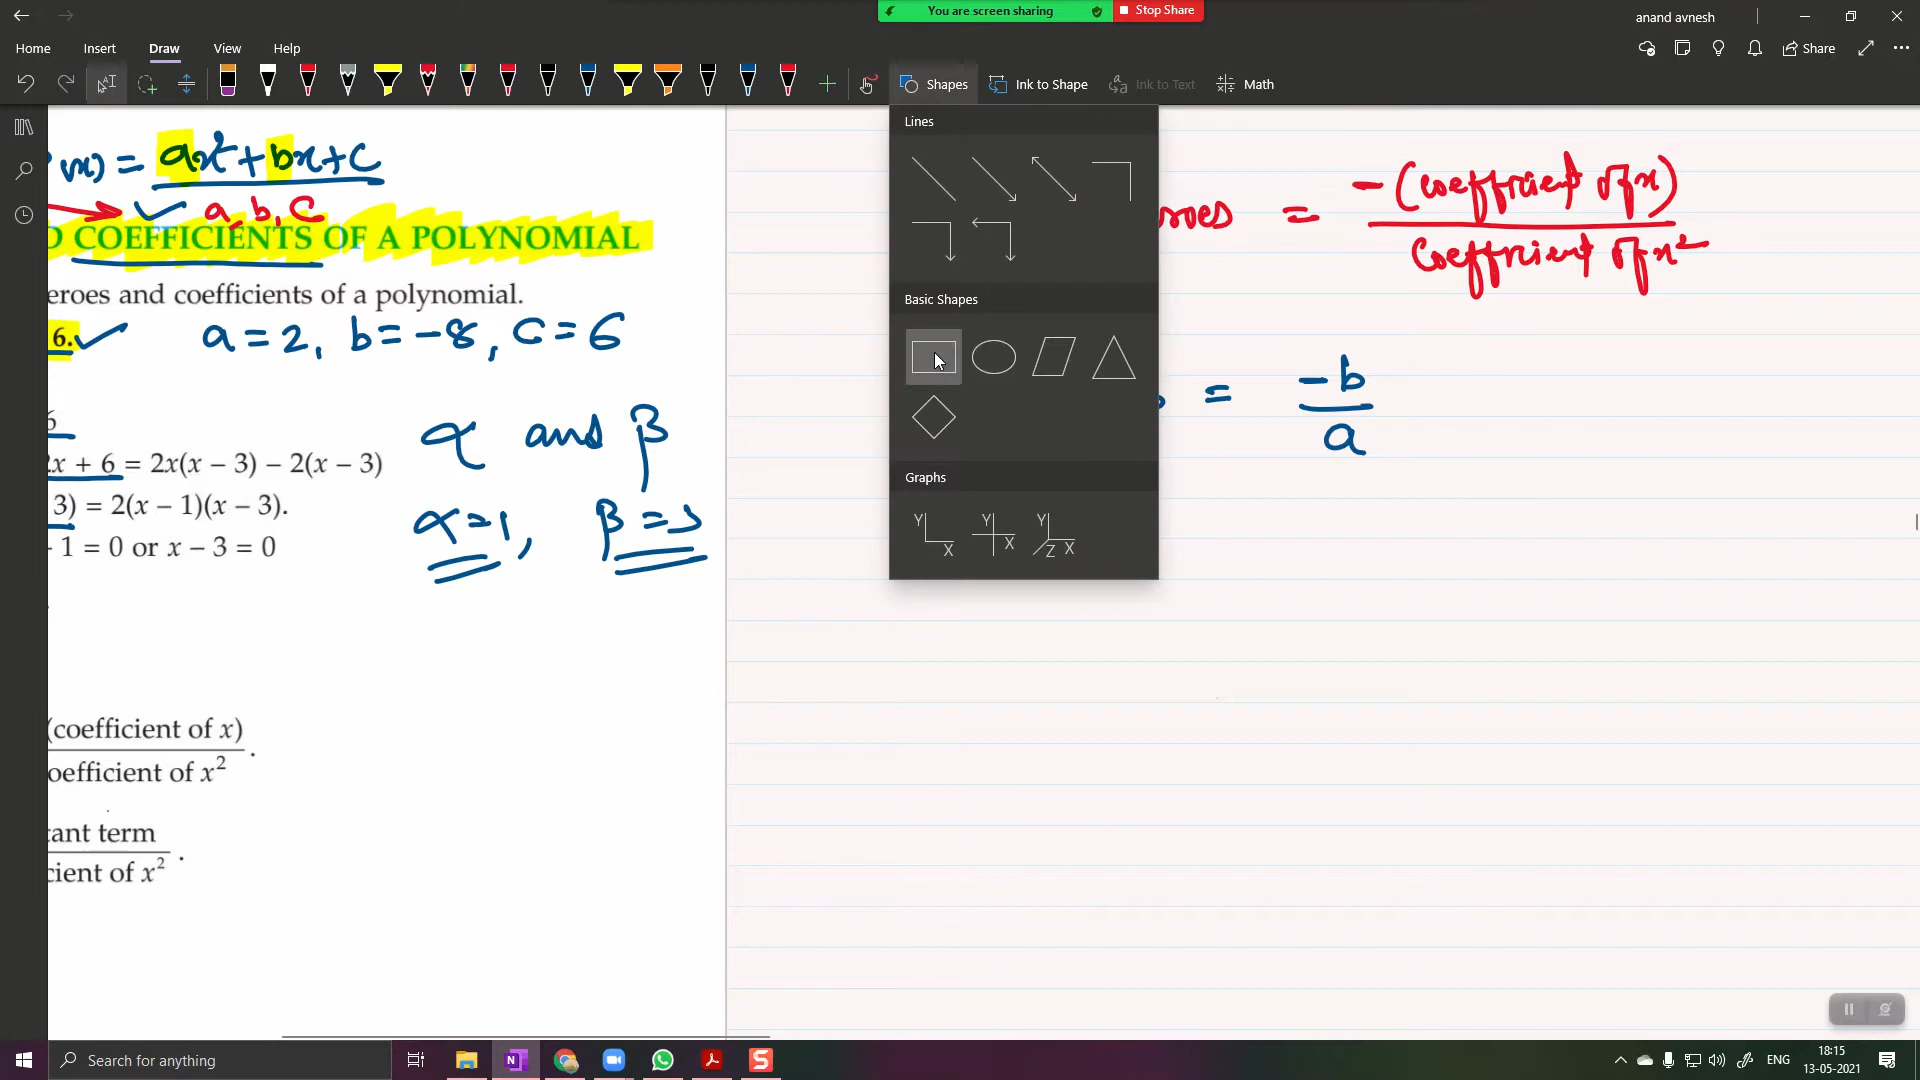 You are screen sharing
Stop Share
anand avnesh
Home Insert Draw View Help
Share
Shapes Ink to Shape Ink to Text Math
Lines
Basic Shapes
Graphs
Y X Y X Y Z X
x) = ax²+bx+c
a, b, c
COEFFICIENTS OF A POLYNOMIAL
eroes and coefficients of a polynomial.
6. a = 2, b = -8, c = 6
6
2x + 6 = 2x(x − 3) − 2(x − 3)
3) = 2(x − 1)(x − 3).
1 = 0 or x − 3 = 0
α and β
α = 1, β = 3
(coefficient of x)
oefficient of x²
.
tant term
cient of x²
.
roes = -(coefficient of x)
coefficient of x²
= -b
a
Search for anything
ENG
18:15
13-05-2021